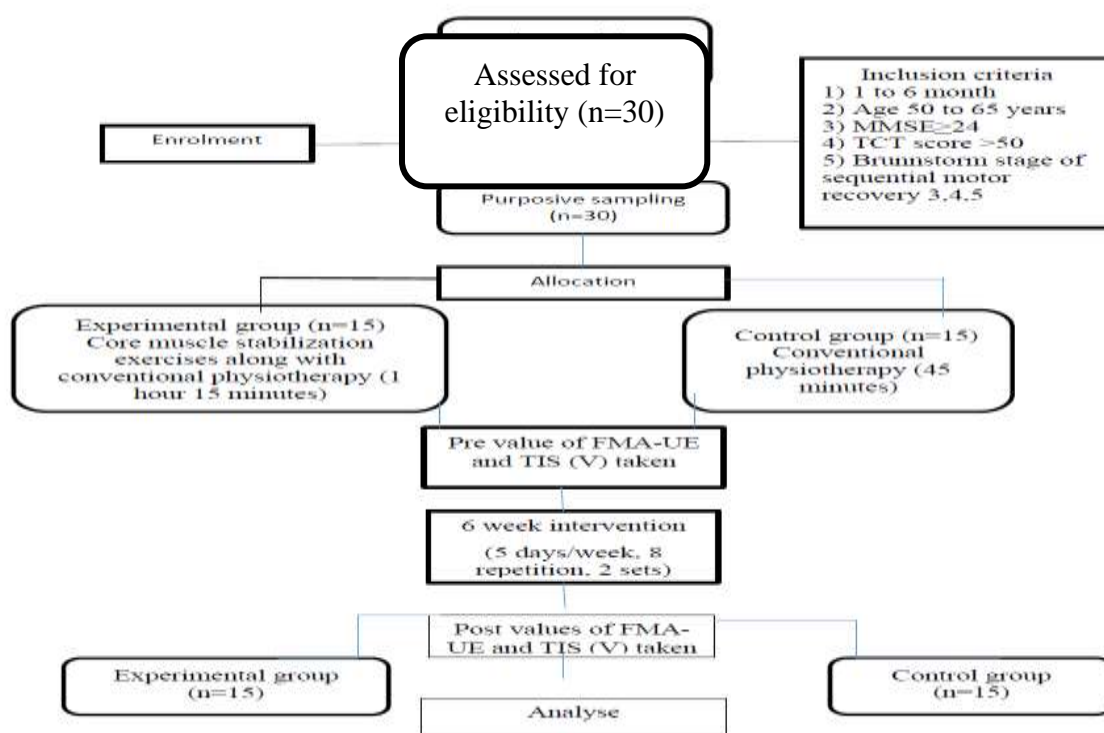 Assessed for
eligibility (n=30)
Enrolment
Inclusion criteria
1) 1 to 6 month
2) Age 50 to 65 years
3) MMSE≥24
4) TCT score >50
5) Brunnstorm stage of
sequential motor
recovery 3,4,5
Purposive sampling
(n=30)
Allocation
Experimental group (n=15)
Core muscle stabilization
exercises along with
conventional physiotherapy (1
hour 15 minutes)
Control group (n=15)
Conventional
physiotherapy (45
minutes)
Pre value of FMA-UE
and TIS (V) taken
6 week intervention
(5 days/week, 8
repetition, 2 sets)
Post values of FMA-
UE and TIS (V) taken
Experimental group
(n=15)
Control group
(n=15)
Analyse